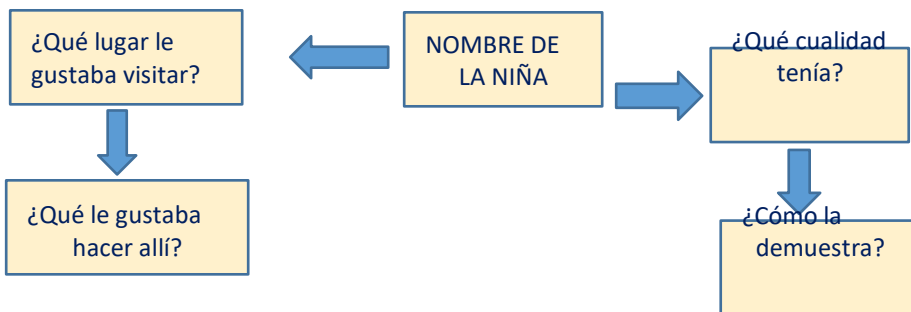 ¿Qué lugar le
gustaba visitar?
NOMBRE DE
LA NIÑA
¿Qué cualidad
tenía?
¿Qué le gustaba
hacer allí?
¿Cómo la
demuestra?